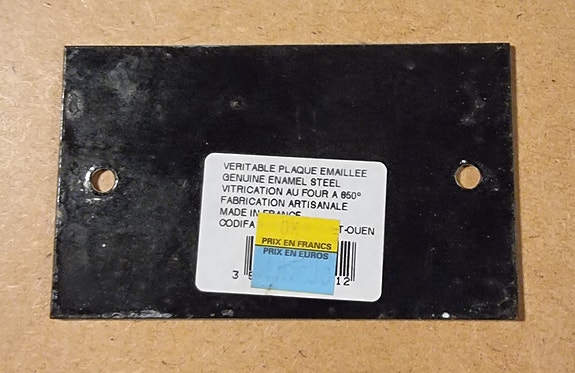 VERITABLE PLAQUE EMAILLEE
GENUINE ENAMEL STEEL
VITRICATION AU FOUR A 850°
FABRICATION ARTISANALE
MADE IN FRANCE
CODIFA T-OUEN
PRIX EN FRANCS
PRIX EN EUROS
3 12